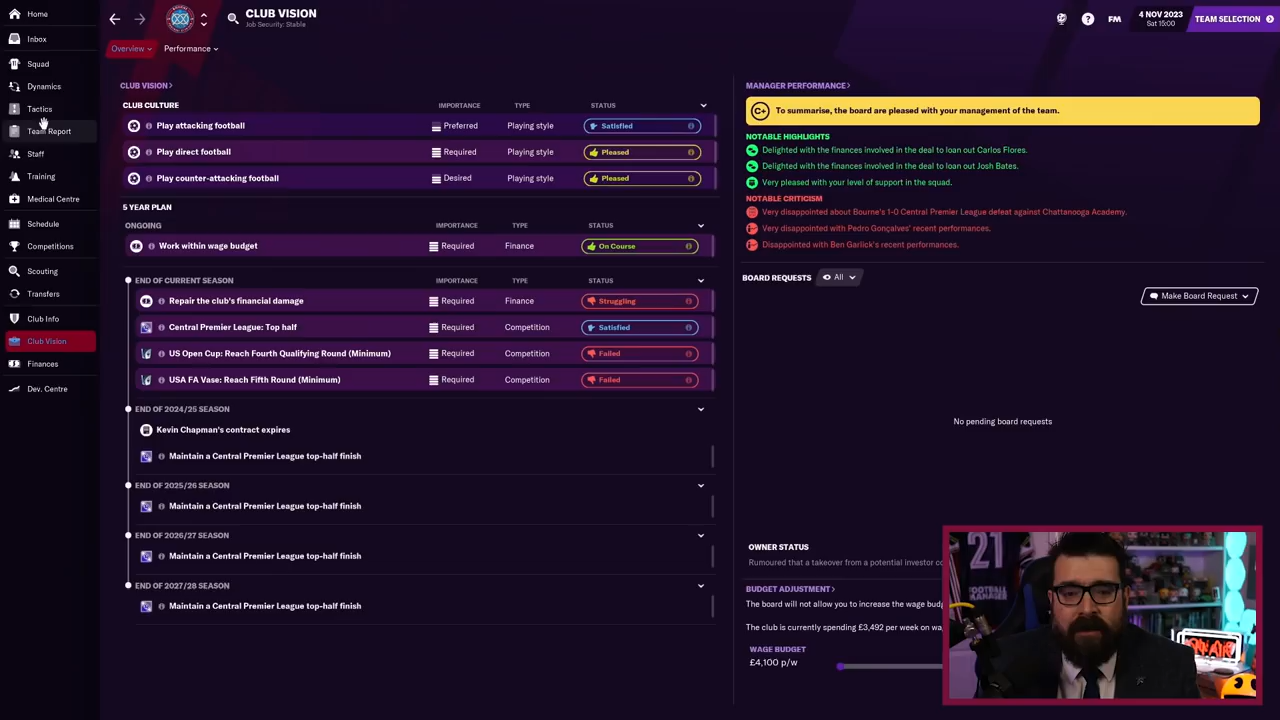 Home
Inbox
Squad
Dynamics
Tactics
Team Report
Staff
Training
Medical Centre
Schedule
Competitions
Scouting
Transfers
Club Info
Club Vision
Finances
Dev. Centre
CLUB VISION
Job Security: Stable
FM
4 NOV 2023
Sat 15:00
TEAM SELECTION
Overview
Performance
CLUB VISION
CLUB CULTURE IMPORTANCE TYPE STATUS
Play attacking football Preferred Playing style Satisfied
Play direct football Required Playing style Pleased
Play counter-attacking football Desired Playing style Pleased
5 YEAR PLAN
ONGOING IMPORTANCE TYPE STATUS
Work within wage budget Required Finance On Course
END OF CURRENT SEASON IMPORTANCE TYPE STATUS
Repair the club's financial damage Required Finance Struggling
Central Premier League: Top half Required Competition Satisfied
US Open Cup: Reach Fourth Qualifying Round (Minimum) Required Competition Failed
USA FA Vase: Reach Fifth Round (Minimum) Required Competition Failed
END OF 2024/25 SEASON
Kevin Chapman's contract expires
Maintain a Central Premier League top-half finish
END OF 2025/26 SEASON
Maintain a Central Premier League top-half finish
END OF 2026/27 SEASON
Maintain a Central Premier League top-half finish
END OF 2027/28 SEASON
Maintain a Central Premier League top-half finish
MANAGER PERFORMANCE
C+ To summarise, the board are pleased with your management of the team.
NOTABLE HIGHLIGHTS
Delighted with the finances involved in the deal to loan out Carlos Flores.
Delighted with the finances involved in the deal to loan out Josh Bates.
Very pleased with your level of support in the squad.
NOTABLE CRITICISM
Very disappointed about Bourne's 1-0 Central Premier League defeat against Chattanooga Academy.
Very disappointed with Pedro Gonçalves' recent performances.
Disappointed with Ben Garlick's recent performances.
BOARD REQUESTS All
Make Board Request
No pending board requests
OWNER STATUS
Rumoured that a takeover from a potential investor
BUDGET ADJUSTMENT
The board will not allow you to increase the wage
The club is currently spending £3,492 per week on
WAGE BUDGET
£4,100 p/w
21
FOOTBALL
MANAGER